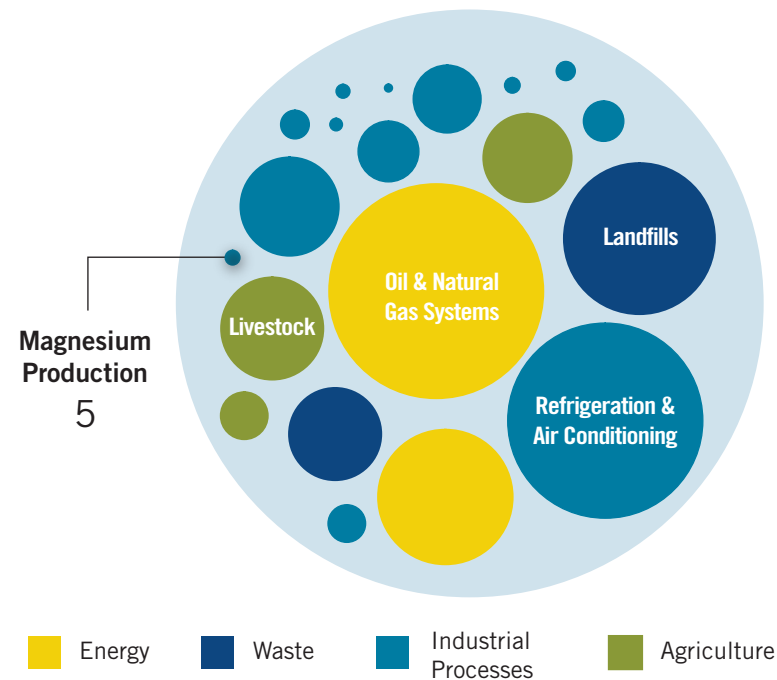 Landfills
Oil & Natural
Gas Systems
Livestock
Magnesium
Production
5
Refrigeration &
Air Conditioning
Energy
Waste
Industrial
Processes
Agriculture